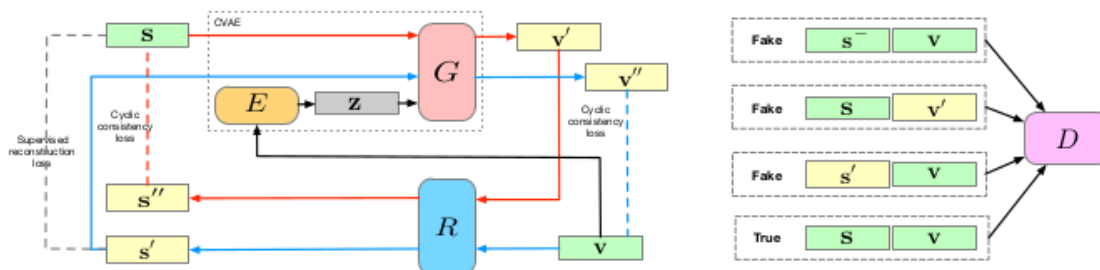 s
CVAE
G
v′
v″
E
z
Cyclic
consistency
loss
Cyclic
consistency
loss
Supervised
reconstruction
loss
s″
R
s′
v
Fake s⁻ v
Fake s v′
D
Fake s′ v
True s v